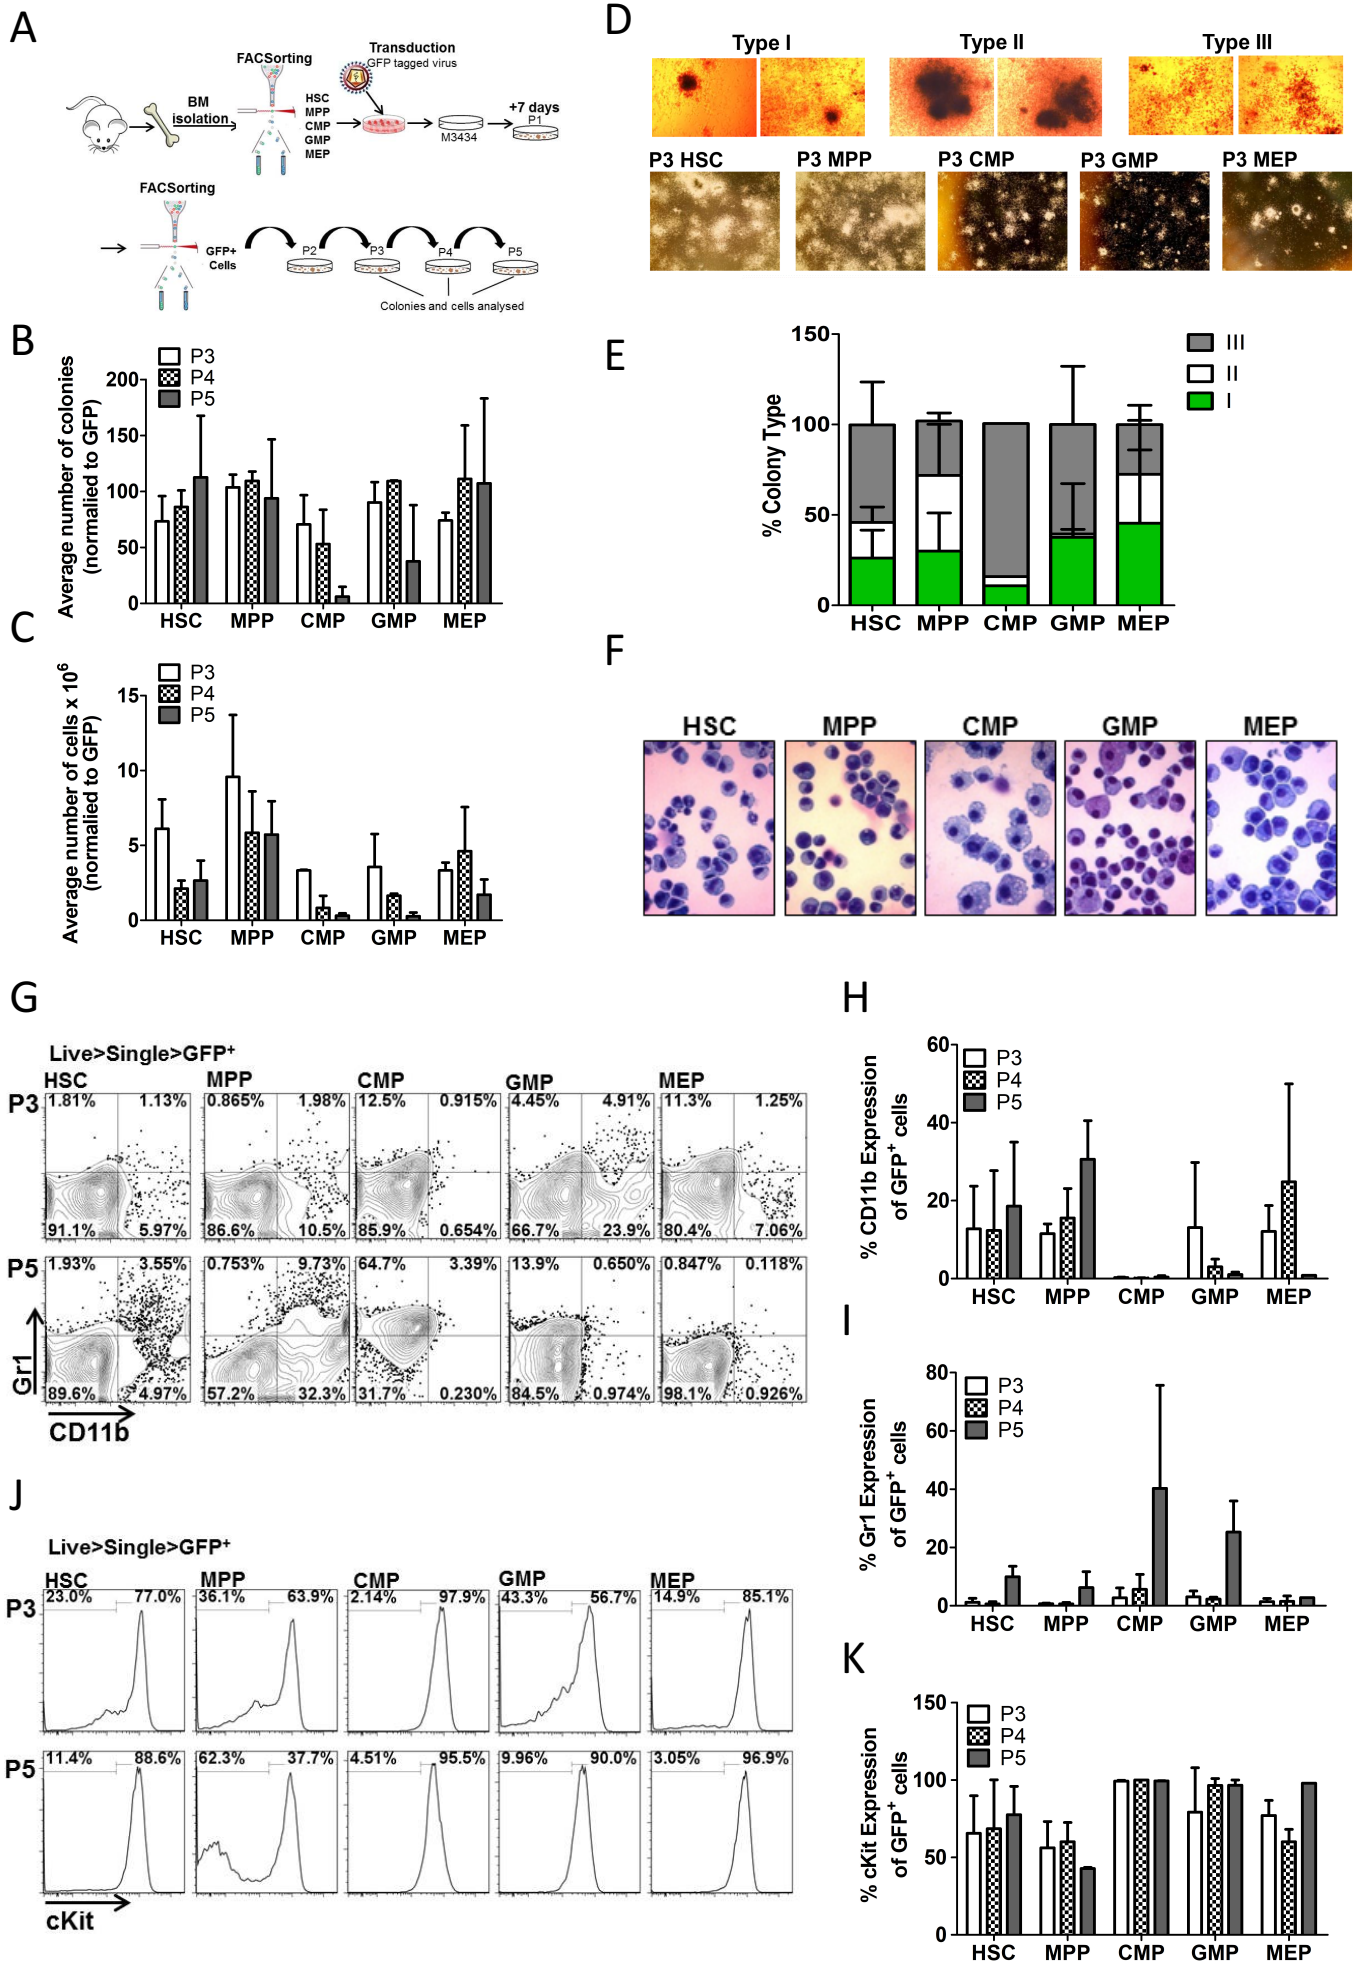 A
FACSorting
Transduction
GFP tagged virus
BM
isolation
HSC
MPP
CMP
GMP
MEP
M3434
+7 days
P1
FACSorting
GFP+
Cells
P2
P3
P4
P5
Colonies and cells analysed
B
Average number of colonies
(normalied to GFP)
P3
P4
P5
200
150
100
50
0
HSC MPP CMP GMP MEP
C
Average number of cells x 10⁶
(normalied to GFP)
P3
P4
P5
15
10
5
0
HSC MPP CMP GMP MEP
D
Type I Type II Type III
P3 HSC P3 MPP P3 CMP P3 GMP P3 MEP
E
% Colony Type
150
100
50
0
III
II
I
HSC MPP CMP GMP MEP
F
HSC MPP CMP GMP MEP
G
Live>Single>GFP⁺
HSC MPP CMP GMP MEP
P3
1.81% 1.13% 0.865% 1.98% 12.5% 0.915% 4.45% 4.91% 11.3% 1.25%
91.1% 5.97% 86.6% 10.5% 85.9% 0.654% 66.7% 23.9% 80.4% 7.06%
P5
1.93% 3.55% 0.753% 9.73% 64.7% 3.39% 13.9% 0.650% 0.847% 0.118%
89.6% 4.97% 57.2% 32.3% 31.7% 0.230% 84.5% 0.974% 98.1% 0.926%
Gr1
CD11b
H
% CD11b Expression
of GFP⁺ cells
P3
P4
P5
60
40
20
0
HSC MPP CMP GMP MEP
I
% Gr1 Expression
of GFP⁺ cells
P3
P4
P5
80
60
40
20
0
HSC MPP CMP GMP MEP
J
Live>Single>GFP⁺
HSC MPP CMP GMP MEP
P3
23.0% 77.0% 36.1% 63.9% 2.14% 97.9% 43.3% 56.7% 14.9% 85.1%
P5
11.4% 88.6% 62.3% 37.7% 4.51% 95.5% 9.96% 90.0% 3.05% 96.9%
cKit
K
% cKit Expression
of GFP⁺ cells
P3
P4
P5
150
100
50
0
HSC MPP CMP GMP MEP